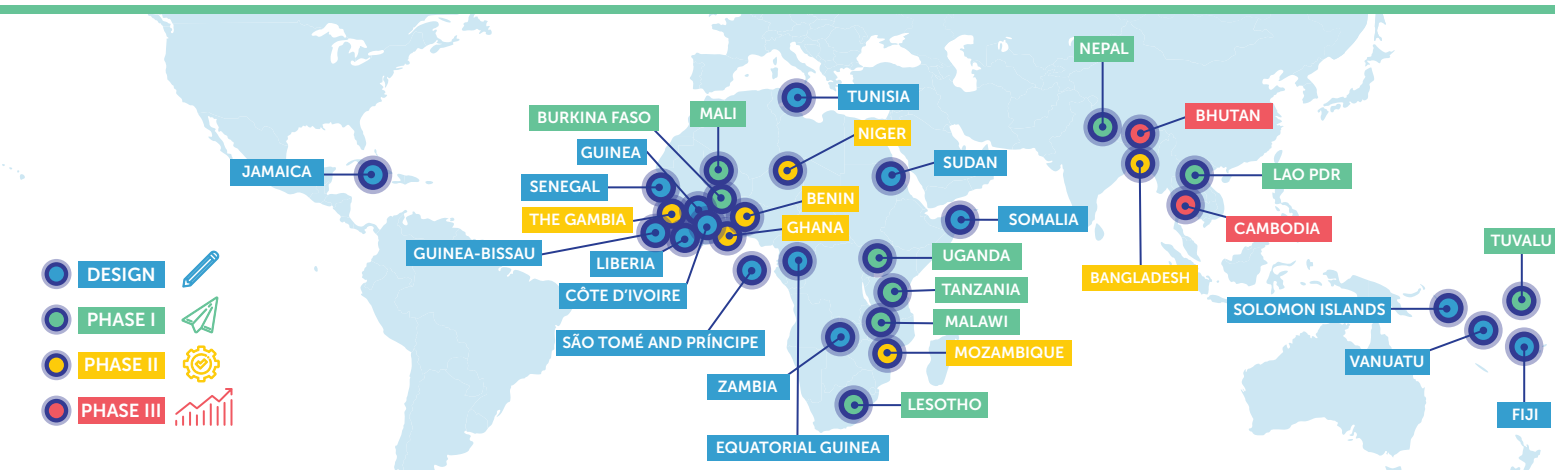 NEPAL
TUNISIA
BURKINA FASO
MALI
BHUTAN
NIGER
GUINEA
SUDAN
JAMAICA
LAO PDR
SENEGAL
BENIN
THE GAMBIA
SOMALIA
GHANA
CAMBODIA
TUVALU
GUINEA-BISSAU
UGANDA
LIBERIA
DESIGN
BANGLADESH
TANZANIA
CÔTE D'IVOIRE
SOLOMON ISLANDS
PHASE I
MALAWI
SÃO TOMÉ AND PRÍNCIPE
MOZAMBIQUE
VANUATU
PHASE II
ZAMBIA
LESOTHO
PHASE III
FIJI
EQUATORIAL GUINEA